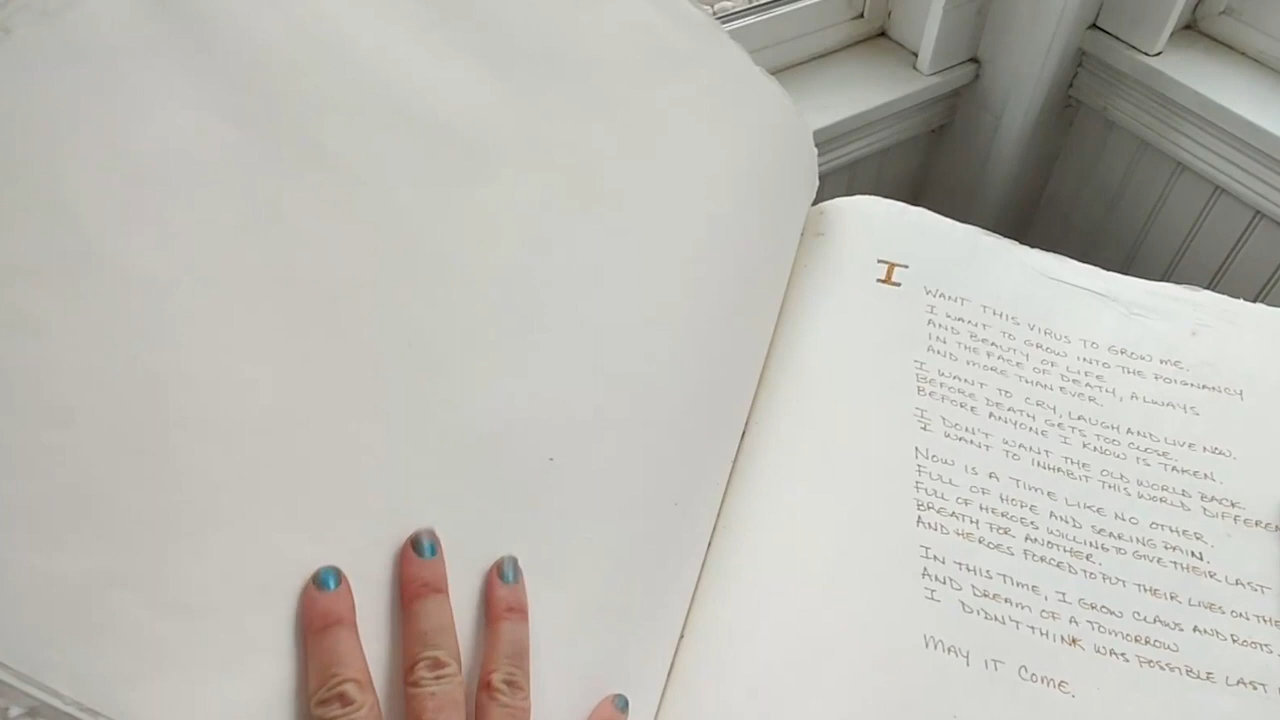 I WANT THIS VIRUS TO GROW ME.
I WANT TO GROW INTO THE POIGNANCY
AND BEAUTY OF LIFE
IN THE FACE OF DEATH, ALWAYS
AND MORE THAN EVER.
I WANT TO CRY, LAUGH AND LIVE NOW.
BEFORE DEATH GETS TOO CLOSE.
BEFORE ANYONE I KNOW IS TAKEN.
I DON'T WANT THE OLD WORLD BACK
I WANT TO INHABIT THIS WORLD DIFFEREN
NOW IS A TIME LIKE NO OTHER.
FULL OF HOPE AND SEARING PAIN.
FULL OF HEROES WILLING TO GIVE THEIR LAST
BREATH FOR ANOTHER.
AND HEROES FORCED TO PUT THEIR LIVES ON THE
IN THIS TIME, I GROW CLAWS AND ROOTS.
AND DREAM OF A TOMORROW
I DIDN'T THINK WAS POSSIBLE LAST
MAY IT COME.